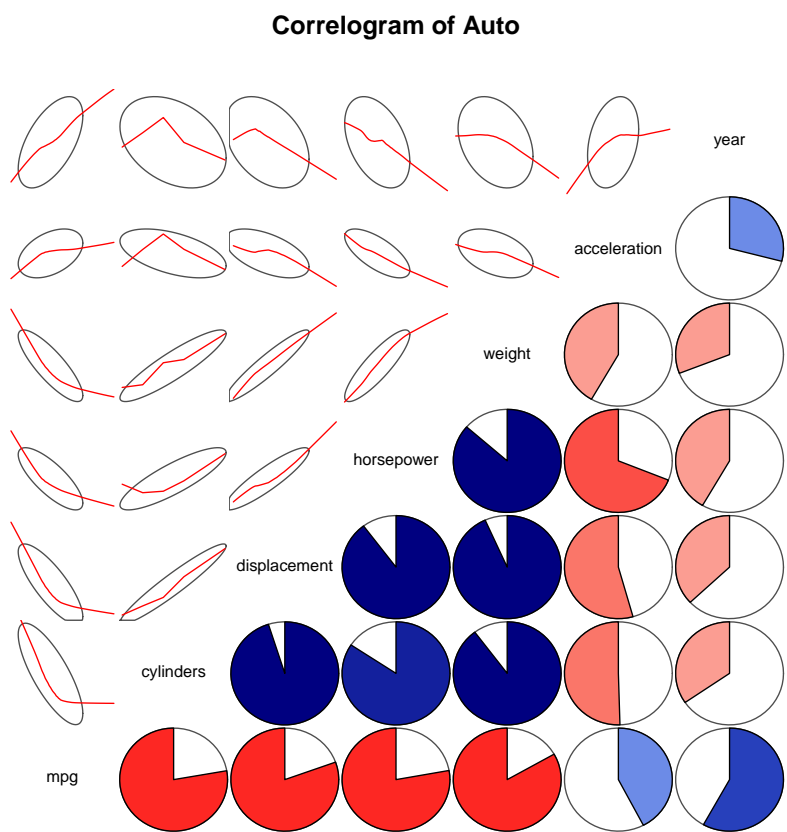 Correlogram of Auto
year
acceleration
weight
horsepower
displacement
cylinders
mpg